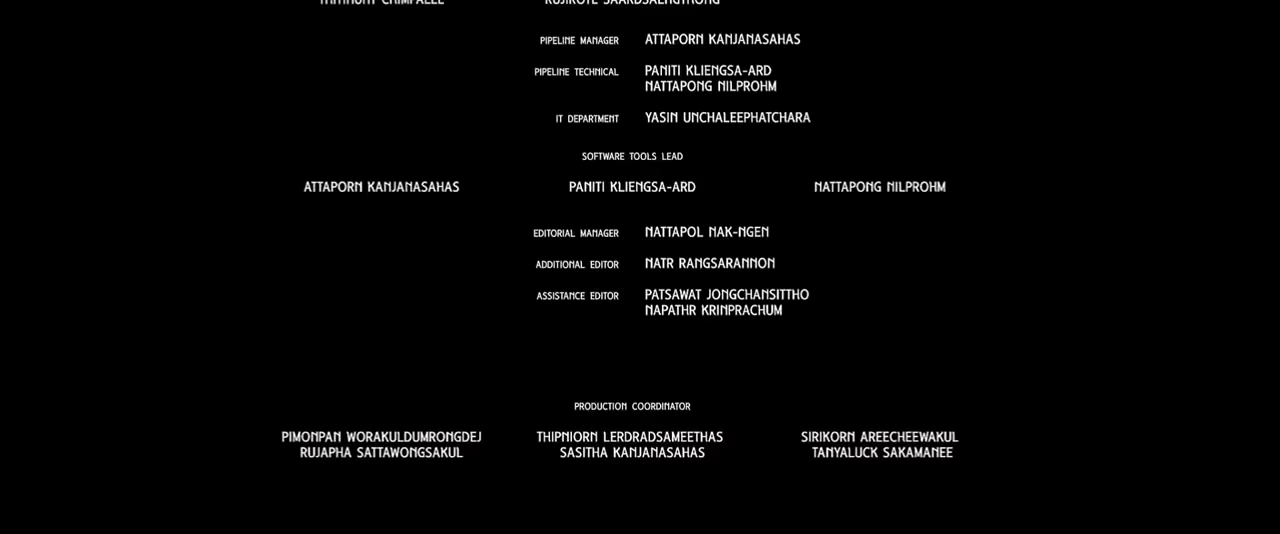 PIPELINE MANAGER ATTAPORN KANJANASAHAS
PIPELINE TECHNICAL PANITI KLIENGSA-ARD
NATTAPONG NILPROHM
IT DEPARTMENT YASIN UNCHALEEPHATCHARA
SOFTWARE TOOLS LEAD
ATTAPORN KANJANASAHAS PANITI KLIENGSA-ARD NATTAPONG NILPROHM
EDITORIAL MANAGER NATTAPOL NAK-NGEN
ADDITIONAL EDITOR NATR RANGSARANNON
ASSISTANCE EDITOR PATSAWAT JONGCHANSITTHO
NAPATHR KRINPRACHUM
PRODUCTION COORDINATOR
PIMONPAN WORAKULDUMRONGDEJ THIPNIORN LERDRADSAMEETHAS SIRIKORN AREECHEEWAKUL
RUJAPHA SATTAWONGSAKUL SASITHA KANJANASAHAS TANYALUCK SAKAMANEE